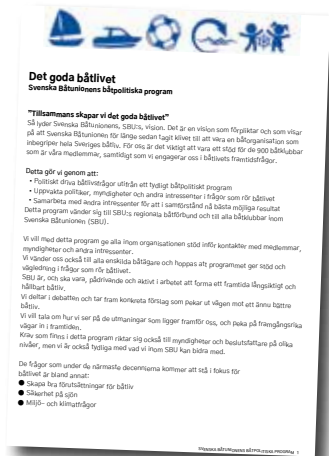 Det goda båtlivet
Svenska Båtunionens båtpolitiska program
"Tillsammans skapar vi det goda båtlivet"
Så lyder Svenska Båtunionens, SBU:s, vision. Det är en vision som förpliktar och som visar
på att Svenska Båtunionen för länge sedan tagit klivet till att vara en båtorganisation som
inbegriper hela Sveriges båtliv. För oss är det viktigt att vara ett stöd för de 900 båtklubbar
som är våra medlemmar, samtidigt som vi engagerar oss i båtlivets framtidsfrågor.
Detta gör vi genom att:
• Politiskt driva båtlivsfrågor utifrån ett tydligt båtpolitiskt program
• Uppvakta politiker, myndigheter och andra intressenter i frågor som rör båtlivet
• Samarbeta med andra intressenter för att i samförstånd nå bästa möjliga resultat
Detta program vänder sig till SBU:s regionala båtförbund och till alla båtklubbar inom
Svenska Båtunionen (SBU).
Vi vill med detta program ge alla inom organisationen stöd inför kontakter med medlemmar,
myndigheter och andra intressenter.
Vi vänder oss också till alla enskilda båtägare och hoppas att programmet ger stöd och
vägledning i frågor som rör båtlivet.
SBU är, och ska vara, pådrivande och aktivt i arbetet att forma ett framtida långsiktigt och
hållbart båtliv.
Vi deltar i debatten och tar fram konkreta förslag som pekar ut vägen mot ett ännu bättre
båtliv.
Vi vill tala om hur vi ser på de utmaningar som ligger framför oss, och peka på framgångsrika
vägar in i framtiden.
Krav som finns i detta program riktar sig också till myndigheter och beslutsfattare på olika
nivåer, men vi är också tydliga med vad vi inom SBU kan bidra med.
De frågor som under de närmaste decennierna kommer att stå i fokus för
båtlivet är bland annat:
● Skapa bra förutsättningar för båtliv
● Säkerhet på sjön
● Miljö- och klimatfrågor
SVENSKA BÅTUNIONENS BÅTPOLITISKA PROGRAM 1